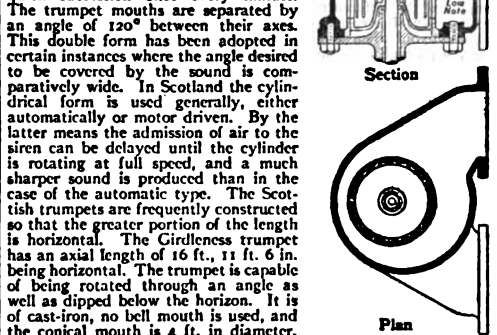 The trumpet mouths are separated by
an angle of 120° between their axes.
This double form has been adopted in
certain instances where the angle desired
to be covered by the sound is com-
paratively wide. In Scotland the cylin-
drical form is used generally, either
automatically or motor driven. By the
latter means the admission of air to the
siren can be delayed until the cylinder
is rotating at full speed, and a much
sharper sound is produced than in the
case of the automatic type. The Scot-
tish trumpets are frequently constructed
so that the greater portion of the length
is horizontal. The Girdleness trumpet
has an axial length of 16 ft., 11 ft. 6 in.
being horizontal. The trumpet is capable
of being rotated through an angle as
well as dipped below the horizon. It is
of cast-iron, no bell mouth is used, and
the conical mouth is 4 ft. in diameter.
Low
Note
Section
Plan